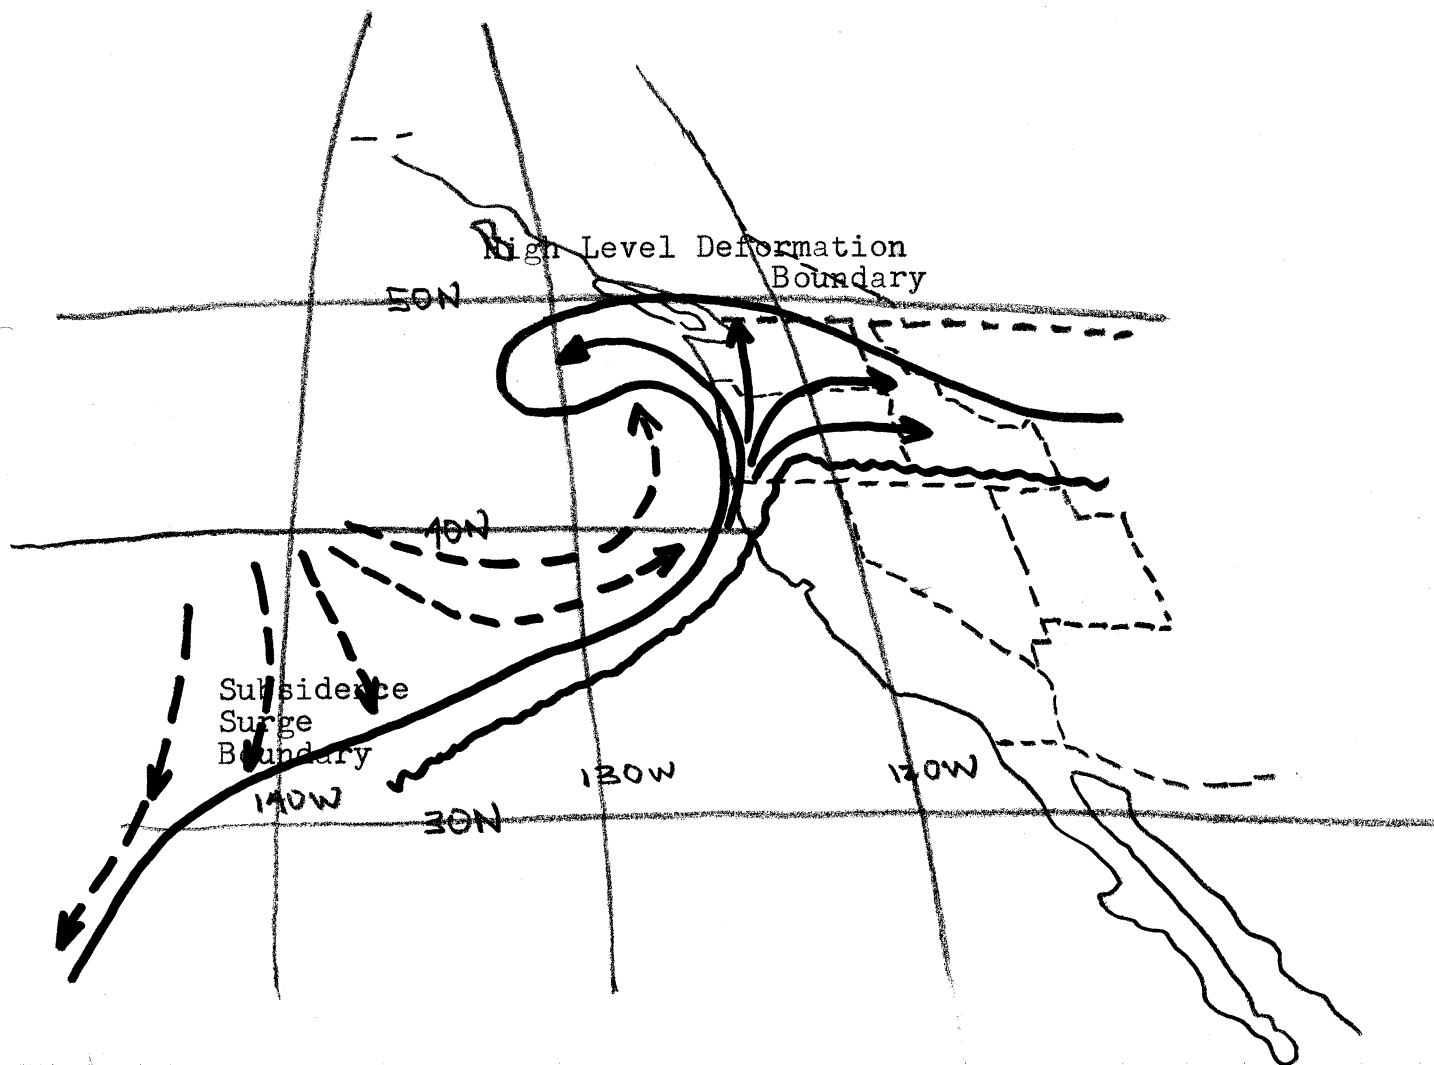 High Level Deformation
Boundary
50N
40N
Subsidence
Surge
Boundary
140W
130W
120W
30N